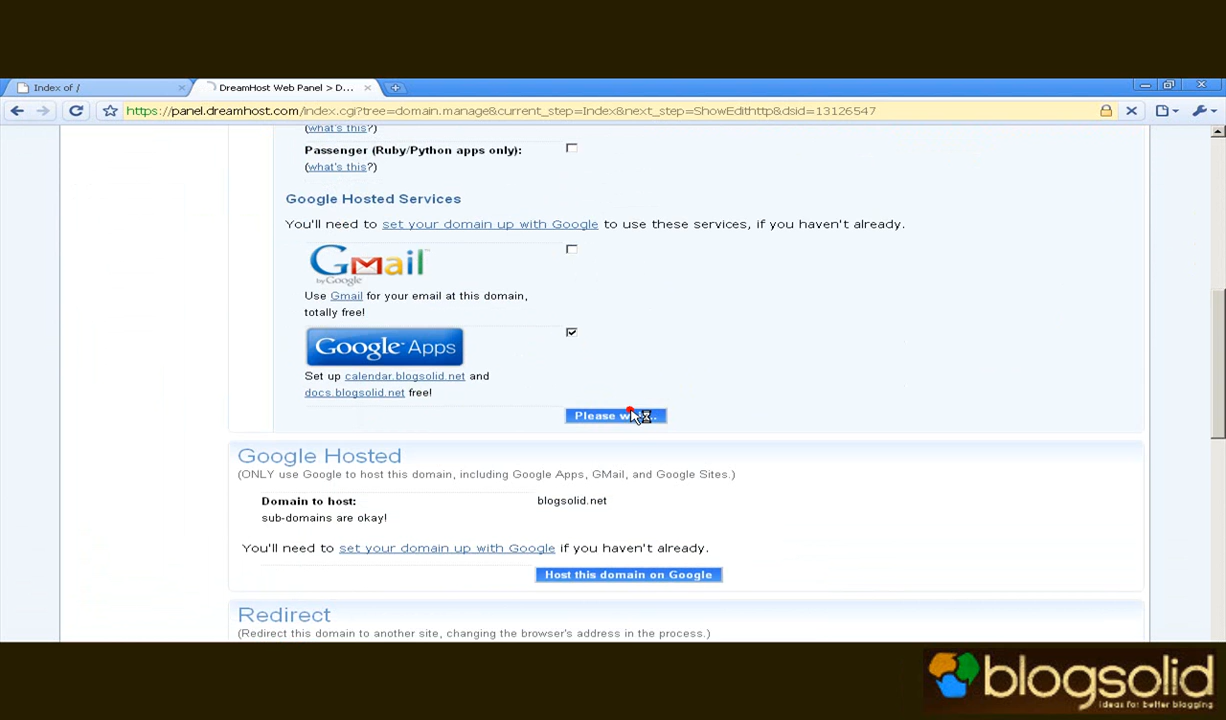 Index of /
DreamHost Web Panel > D...
https://panel.dreamhost.com/index.cgi?tree=domain.manage&current_step=Index&next_step=ShowEdithttp&dsid=13126547
(what's this?)
Passenger (Ruby/Python apps only):
(what's this?)
Google Hosted Services
You'll need to set your domain up with Google to use these services, if you haven't already.
Gmail
by Google
Use Gmail for your email at this domain,
totally free!
Google Apps
Set up calendar.blogsolid.net and
docs.blogsolid.net free!
Please
Google Hosted
(ONLY use Google to host this domain, including Google Apps, GMail, and Google Sites.)
Domain to host: blogsolid.net
sub-domains are okay!
You'll need to set your domain up with Google if you haven't already.
Host this domain on Google
Redirect
(Redirect this domain to another site, changing the browser's address in the process.)
blogsolid
ideas for better blogging